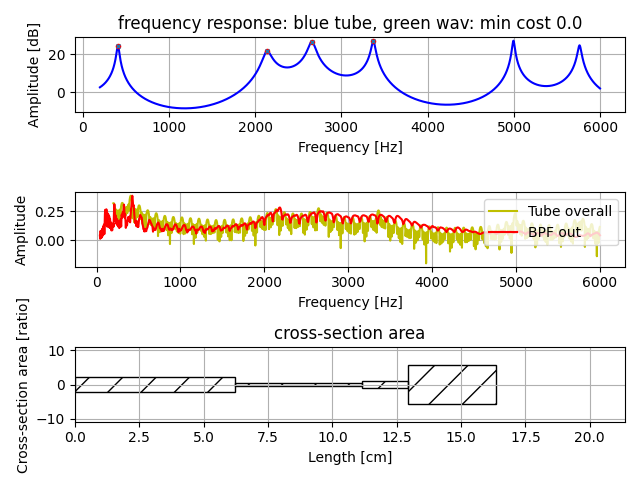 frequency response: blue tube, green wav: min cost 0.0
Amplitude [dB]
20
0
0 1000 2000 3000 4000 5000 6000
Frequency [Hz]
Amplitude
0.25
0.00
Tube overall
BPF out
0 1000 2000 3000 4000 5000 6000
Frequency [Hz]
cross-section area
Cross-section area [ratio]
10
0
−10
0.0 2.5 5.0 7.5 10.0 12.5 15.0 17.5 20.0
Length [cm]